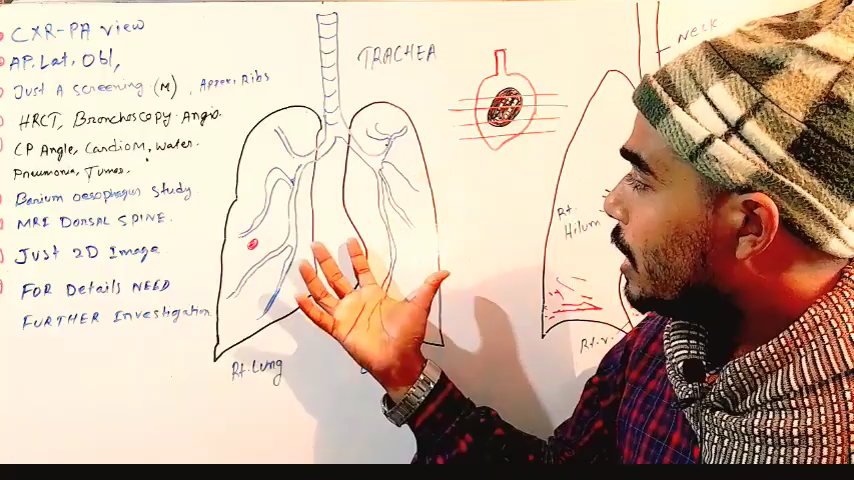 CXR-PA view
AP, Lat, Obl,
Just A screening (M), Appex, Ribs
HRCT, Bronchoscopy Angio.
CP Angle, Cardiom, water.
Pneumonia, Tumor.
Barium oesophagus study.
MRI DORSAL SPINE.
Just 2D Image
FOR Details NEED
FURTHER Investigation
TRACHEA
Rt. Lung
NECK
Rt.
Hilum